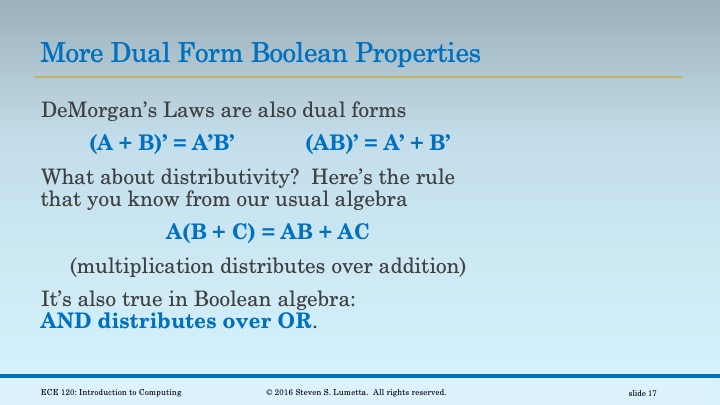 More Dual Form Boolean Properties
DeMorgan’s Laws are also dual forms
(A + B)’ = A’B’ (AB)’ = A’ + B’
What about distributivity? Here’s the rule
that you know from our usual algebra
A(B + C) = AB + AC
(multiplication distributes over addition)
It’s also true in Boolean algebra:
AND distributes over OR.
ECE 120: Introduction to Computing © 2016 Steven S. Lumetta. All rights reserved. slide 17